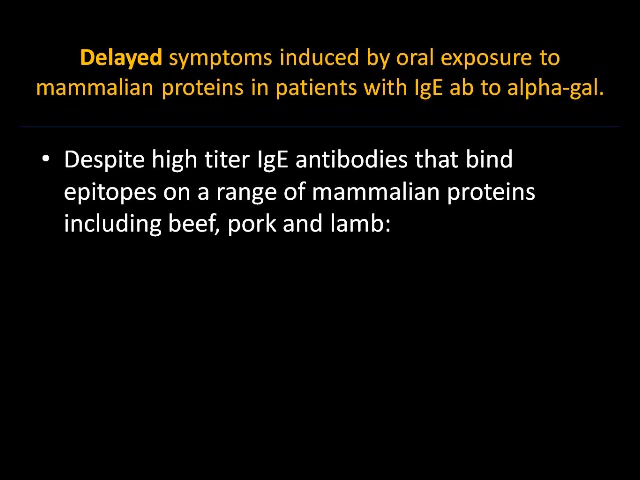 Delayed symptoms induced by oral exposure to
mammalian proteins in patients with IgE ab to alpha-gal.
• Despite high titer IgE antibodies that bind
epitopes on a range of mammalian proteins
including beef, pork and lamb: